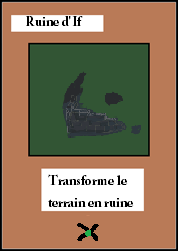 Ruine d'If
Transforme le
terrain en ruine